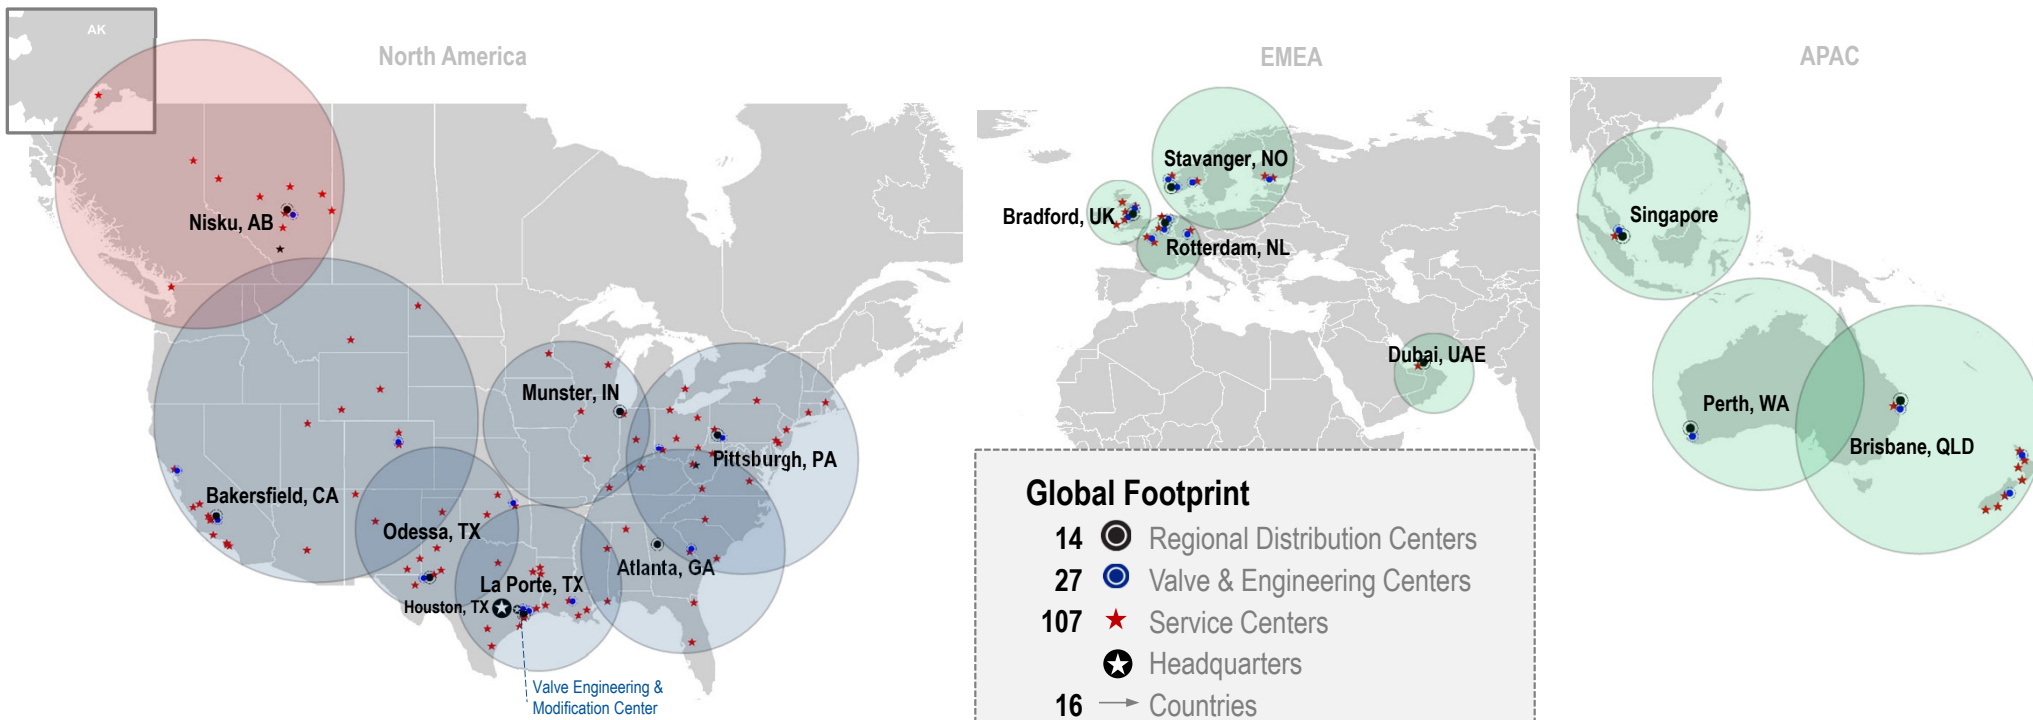 AK
North America
EMEA
APAC
Nisku, AB
Bakersfield, CA
Odessa, TX
Munster, IN
Pittsburgh, PA
Atlanta, GA
La Porte, TX
Houston, TX
Valve Engineering &
Modification Center
Stavanger, NO
Bradford, UK
Rotterdam, NL
Dubai, UAE
Singapore
Perth, WA
Brisbane, QLD
Global Footprint
14 Regional Distribution Centers
27 Valve & Engineering Centers
107 Service Centers
Headquarters
16 Countries